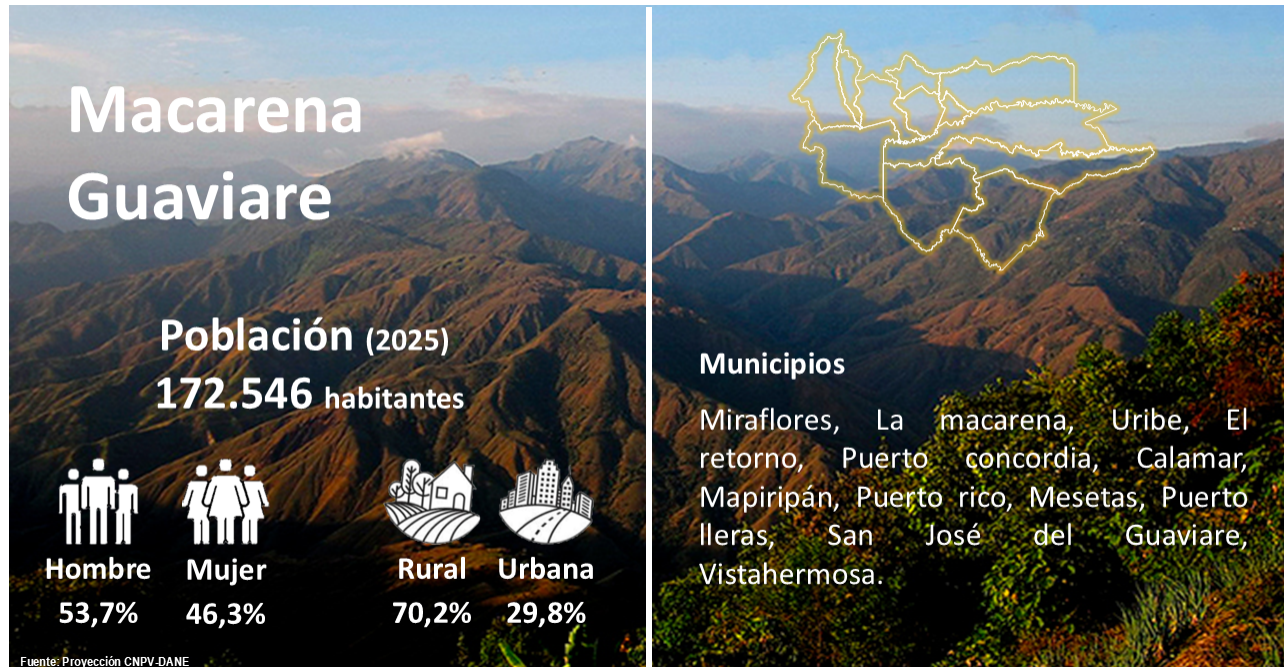 Macarena
Guaviare
Población (2025)
172.546 habitantes
Hombre
53,7%
Mujer
46,3%
Rural
70,2%
Urbana
29,8%
Fuente: Proyección CNPV-DANE
Municipios
Miraflores, La macarena, Uribe, El
retorno, Puerto concordia, Calamar,
Mapiripán, Puerto rico, Mesetas, Puerto
lleras, San José del Guaviare,
Vistahermosa.